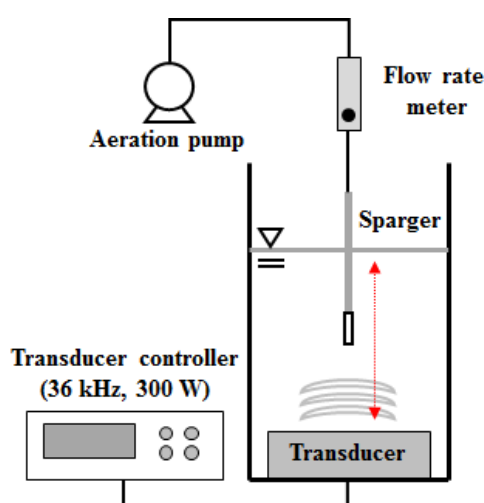 Flow rate
meter
Aeration pump
Sparger
Transducer controller
(36 kHz, 300 W)
Transducer